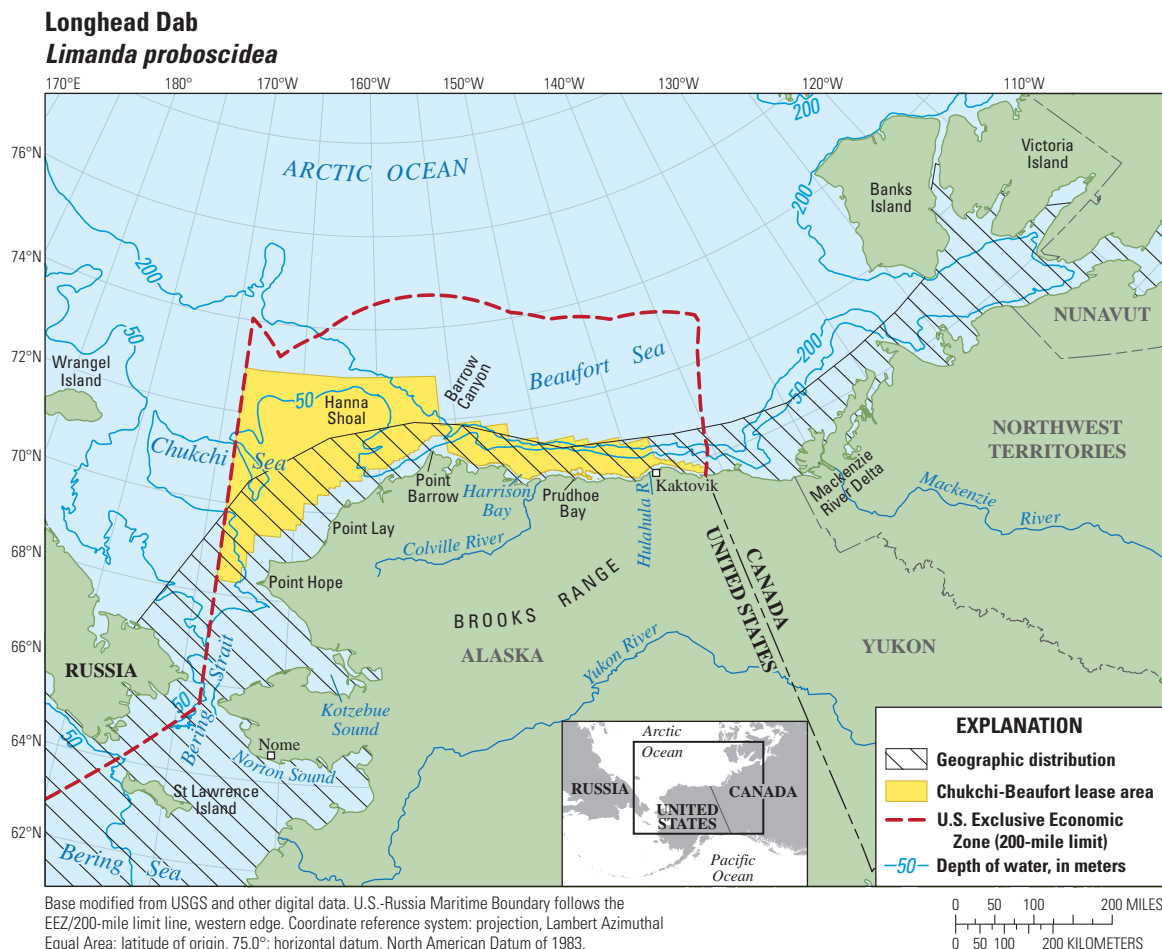 Longhead Dab
Limanda proboscidea
170°E 180° 170°W 160°W 150°W 140°W 130°W 120°W 110°W
76°N
74°N
72°N
70°N
68°N
66°N
64°N
62°N
ARCTIC OCEAN
200
200
200
200
200
Victoria
Island
Banks
Island
NUNAVUT
50
Wrangel
Island
Beaufort Sea
Barrow
Canyon
50
Hanna
Shoal
50
Chukchi Sea
NORTHWEST
TERRITORIES
Point
Barrow
Harrison
Bay
Prudhoe
Bay
Hulahula R
Kaktovik
Mackenzie
River Delta
Mackenzie
River
Point Lay
Colville River
Point Hope
BROOKS RANGE
CANADA
UNITED STATES
ALASKA
YUKON
Yukon River
RUSSIA
Bering Strait
50
50
Kotzebue
Sound
Nome
Norton Sound
St Lawrence
Island
Bering Sea
Arctic
Ocean
RUSSIA
CANADA
UNITED
STATES
Pacific
Ocean
EXPLANATION
Geographic distribution
Chukchi-Beaufort lease area
U.S. Exclusive Economic
Zone (200-mile limit)
50 Depth of water, in meters
Base modified from USGS and other digital data. U.S.-Russia Maritime Boundary follows the
EEZ/200-mile limit line, western edge. Coordinate reference system: projection, Lambert Azimuthal
Equal Area; latitude of origin, 75.0°; horizontal datum, North American Datum of 1983.
0 50 100 200 MILES
0 50 100 200 KILOMETERS